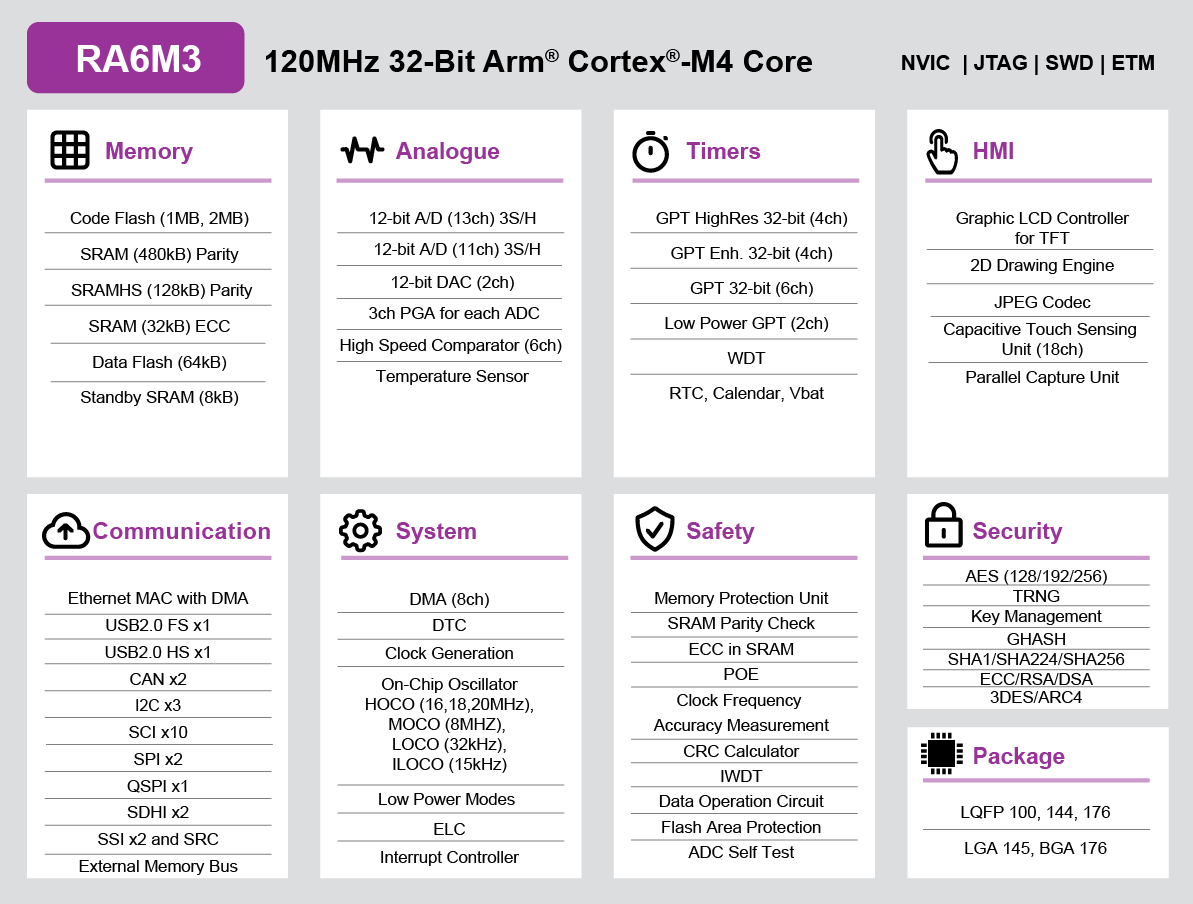 RA6M3
120MHz 32-Bit Arm® Cortex®-M4 Core
NVIC | JTAG | SWD | ETM
Memory
Code Flash (1MB, 2MB)
SRAM (480kB) Parity
SRAMHS (128kB) Parity
SRAM (32kB) ECC
Data Flash (64kB)
Standby SRAM (8kB)
Analogue
12-bit A/D (13ch) 3S/H
12-bit A/D (11ch) 3S/H
12-bit DAC (2ch)
3ch PGA for each ADC
High Speed Comparator (6ch)
Temperature Sensor
Timers
GPT HighRes 32-bit (4ch)
GPT Enh. 32-bit (4ch)
GPT 32-bit (6ch)
Low Power GPT (2ch)
WDT
RTC, Calendar, Vbat
HMI
Graphic LCD Controller
for TFT
2D Drawing Engine
JPEG Codec
Capacitive Touch Sensing
Unit (18ch)
Parallel Capture Unit
Communication
Ethernet MAC with DMA
USB2.0 FS x1
USB2.0 HS x1
CAN x2
I2C x3
SCI x10
SPI x2
QSPI x1
SDHI x2
SSI x2 and SRC
External Memory Bus
System
DMA (8ch)
DTC
Clock Generation
On-Chip Oscillator
HOCO (16,18,20MHz),
MOCO (8MHZ),
LOCO (32kHz),
ILOCO (15kHz)
Low Power Modes
ELC
Interrupt Controller
Safety
Memory Protection Unit
SRAM Parity Check
ECC in SRAM
POE
Clock Frequency
Accuracy Measurement
CRC Calculator
IWDT
Data Operation Circuit
Flash Area Protection
ADC Self Test
Security
AES (128/192/256)
TRNG
Key Management
GHASH
SHA1/SHA224/SHA256
ECC/RSA/DSA
3DES/ARC4
Package
LQFP 100, 144, 176
LGA 145, BGA 176